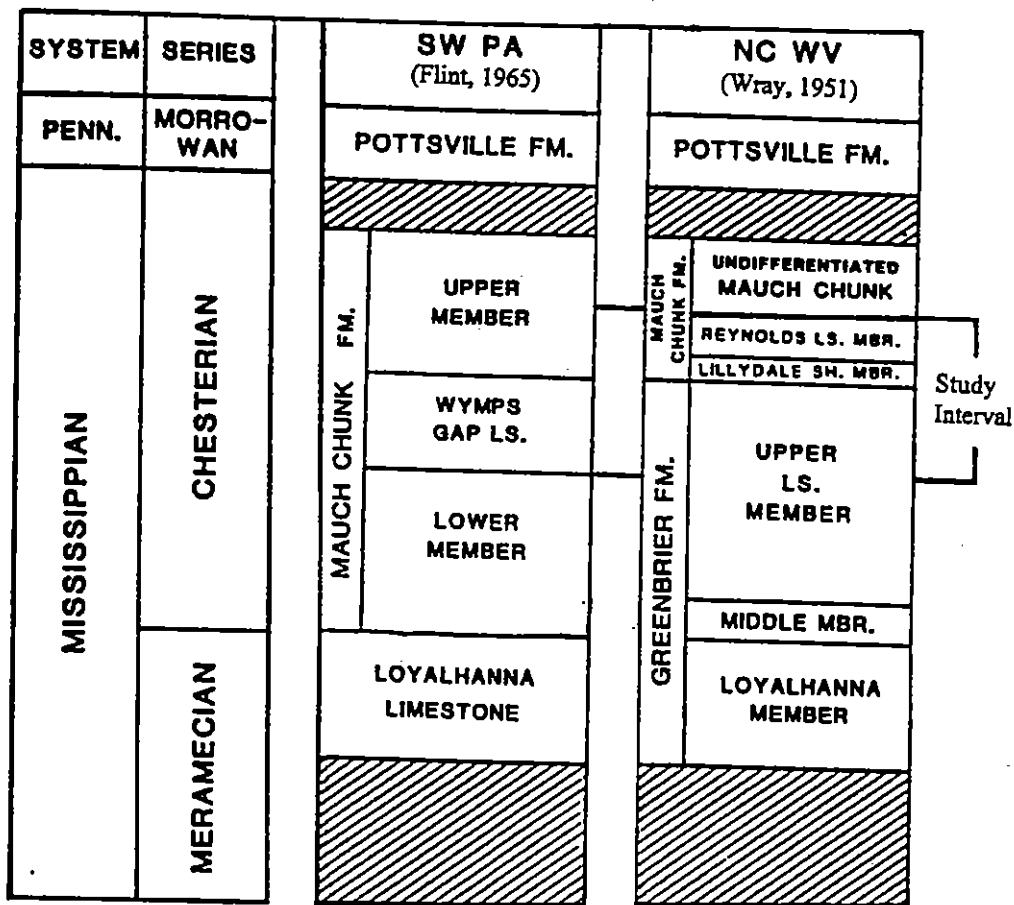 SYSTEM
SERIES
SW PA
(Flint, 1965)
NC WV
(Wray, 1951)
PENN.
MORRO-
WAN
POTTSVILLE FM.
POTTSVILLE FM.
MISSISSIPPIAN
CHESTERIAN
MERAMECIAN
MAUCH CHUNK FM.
UPPER
MEMBER
WYMPS
GAP LS.
LOWER
MEMBER
LOYALHANNA
LIMESTONE
MAUCH
CHUNK FM.
UNDIFFERENTIATED
MAUCH CHUNK
REYNOLDS LS. MBR.
LILLYDALE SH. MBR.
GREENBRIER FM.
UPPER
LS.
MEMBER
MIDDLE MBR.
LOYALHANNA
MEMBER
Study
Interval